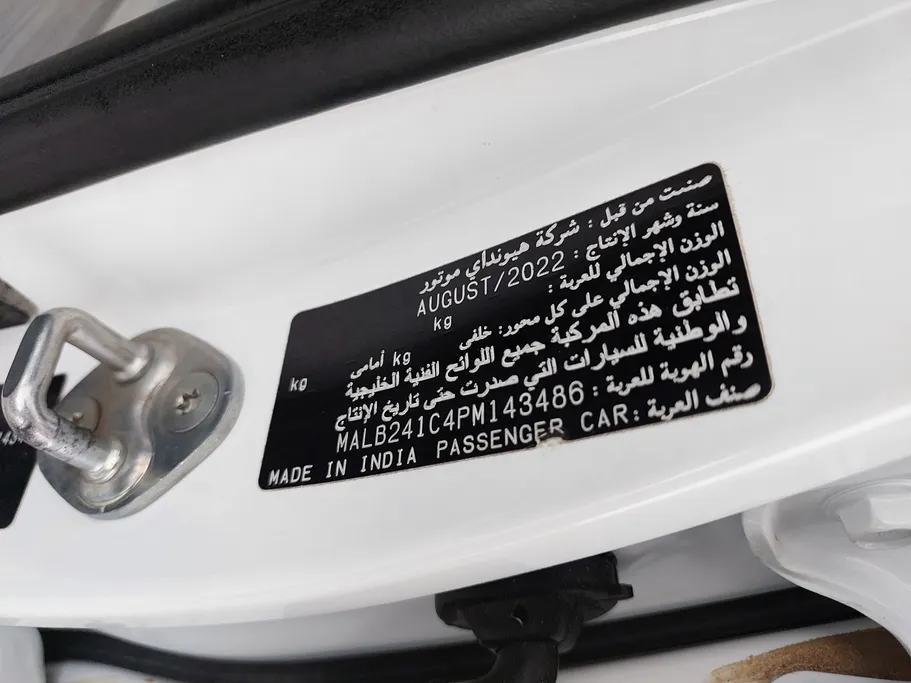 صنعت من قبل : شركة هيونداي موتور
سنة وشهر الإنتاج : AUGUST/2022
الوزن الإجمالي للعربة : kg
الوزن الإجمالي على كل محور: خلفى kg أمامى kg
تطابق هذه المركبة جميع اللوائح الفنية الخليجية
والوطنية للسيارات التي صدرت حتى تاريخ الإنتاج
رقم الهوية للعربة : MALB241C4PM143486
صنف العربة : PASSENGER CAR MADE IN INDIA